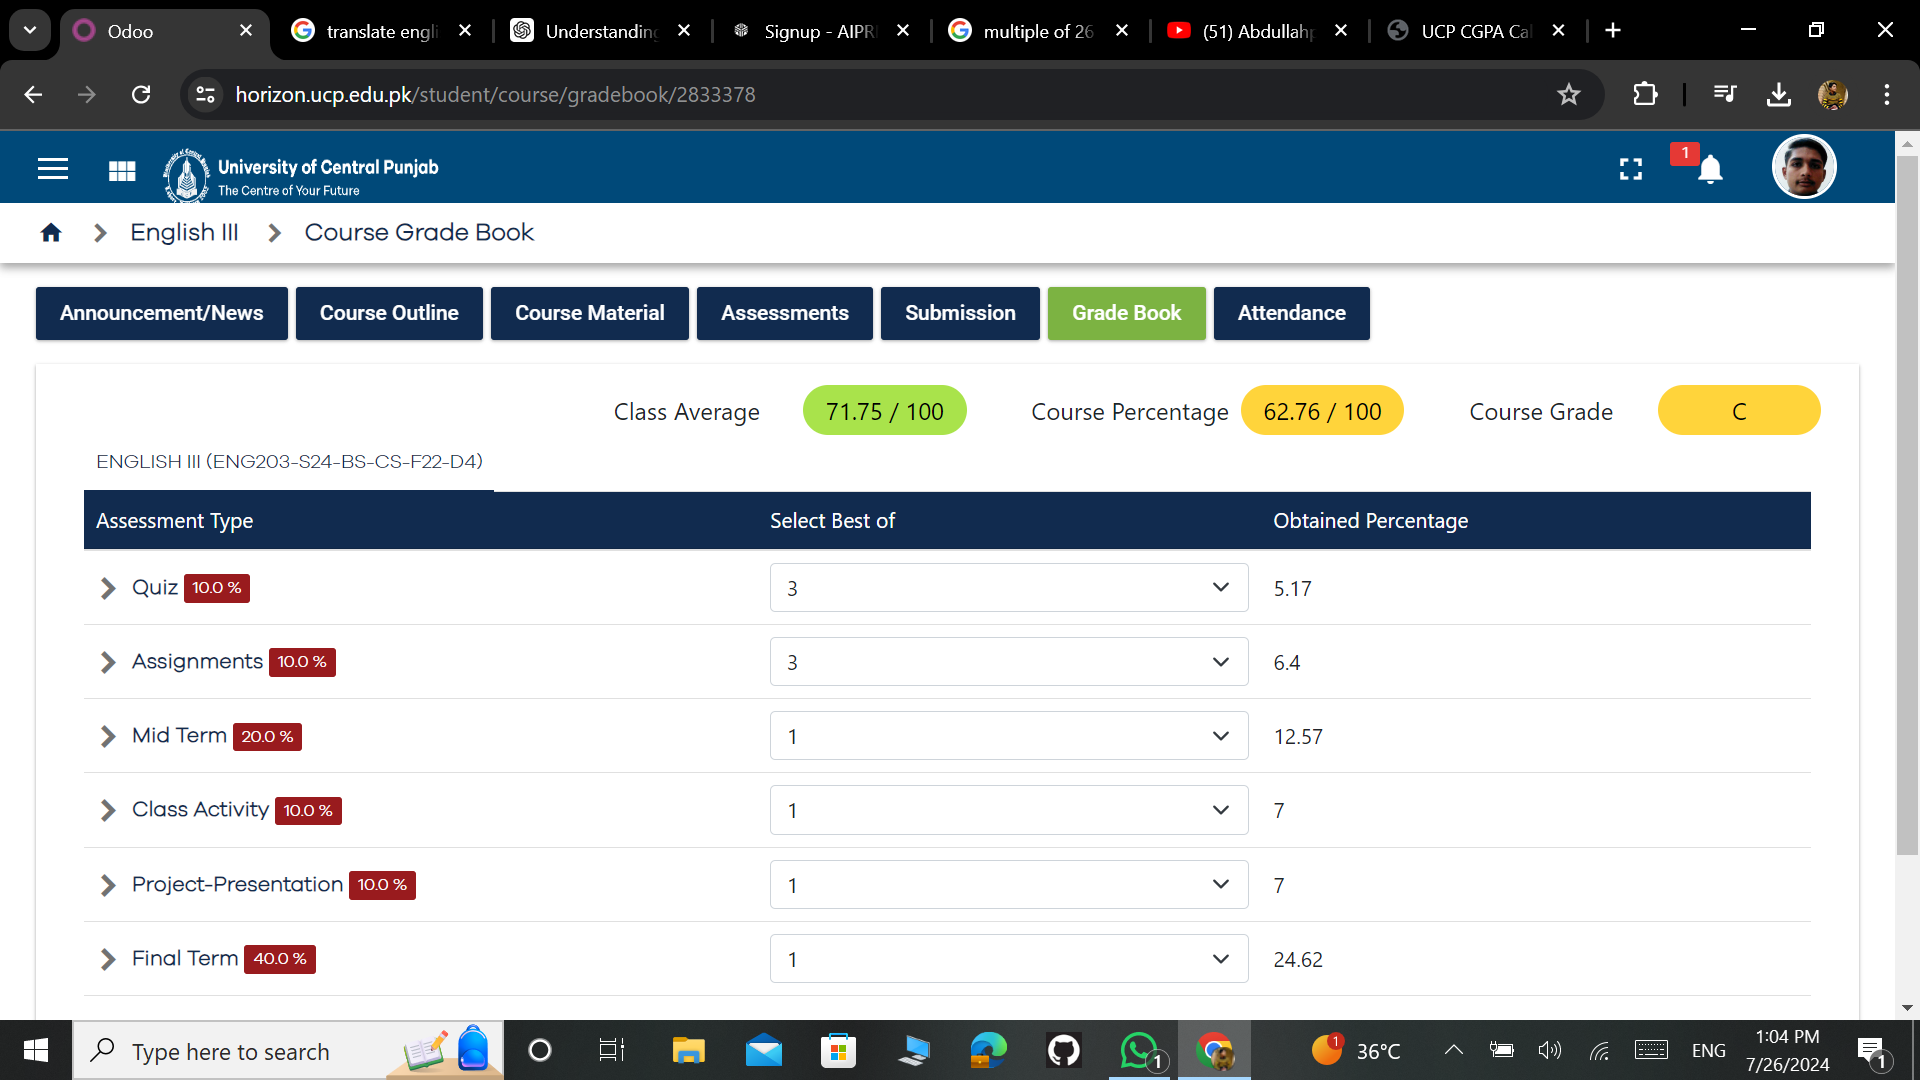 Odoo
translate engli
Understanding
Signup - AIPR
multiple of 26
(51) Abdullahp
UCP CGPA Cal
horizon.ucp.edu.pk/student/course/gradebook/2833378
University of Central Punjab
The Centre of Your Future
1
English III
Course Grade Book
Announcement/News
Course Outline
Course Material
Assessments
Submission
Grade Book
Attendance
Class Average 71.75 / 100 Course Percentage 62.76 / 100 Course Grade C
ENGLISH III (ENG203-S24-BS-CS-F22-D4)
Assessment Type Select Best of Obtained Percentage
Quiz 10.0 % 3 5.17
Assignments 10.0 % 3 6.4
Mid Term 20.0 % 1 12.57
Class Activity 10.0 % 1 7
Project-Presentation 10.0 % 1 7
Final Term 40.0 % 1 24.62
Type here to search
1
1
36°C
ENG
1:04 PM
7/26/2024
1